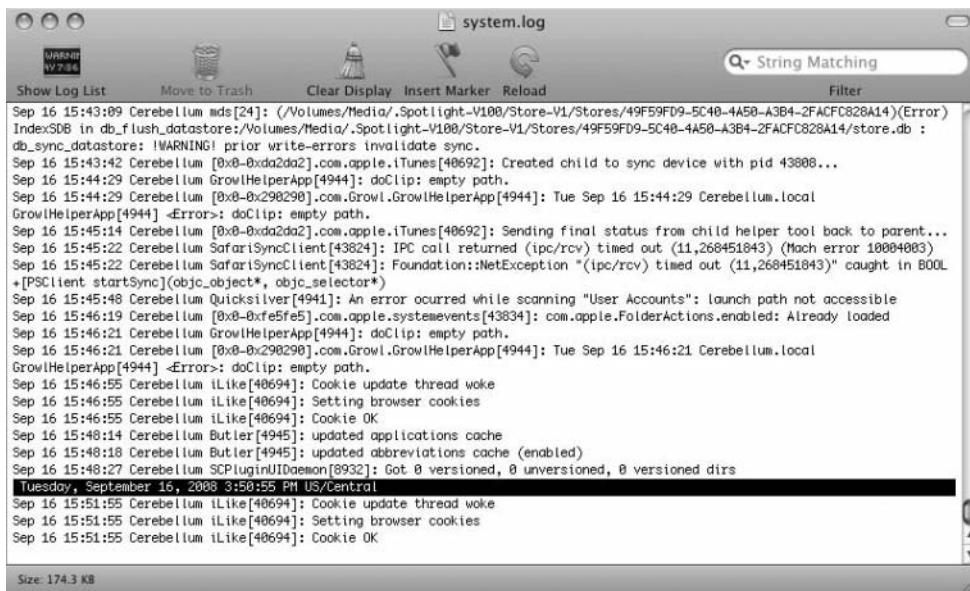 system.log
WARNIN
AY 7:36
Show Log List Move to Trash Clear Display Insert Marker Reload Filter
String Matching
Sep 16 15:43:09 Cerebellum mds[24]: (/Volumes/Media/.Spotlight-V100/Store-V1/Stores/49F59FD9-5C40-4A50-A3B4-2FACFC828A14)(Error)
IndexSDB in db_flush_datastore:/Volumes/Media/.Spotlight-V100/Store-V1/Stores/49F59FD9-5C40-4A50-A3B4-2FACFC828A14/store.db :
db_sync_datastore: !WARNING! prior write-errors invalidate sync.
Sep 16 15:43:42 Cerebellum [0x0-0xda2da2].com.apple.iTunes[40692]: Created child to sync device with pid 43808...
Sep 16 15:44:29 Cerebellum GrowlHelperApp[4944]: doClip: empty path.
Sep 16 15:44:29 Cerebellum [0x0-0x290290].com.Growl.GrowlHelperApp[4944]: Tue Sep 16 15:44:29 Cerebellum.local
GrowlHelperApp[4944] <Error>: doClip: empty path.
Sep 16 15:45:14 Cerebellum [0x0-0xda2da2].com.apple.iTunes[40692]: Sending final status from child helper tool back to parent...
Sep 16 15:45:22 Cerebellum SafariSyncClient[43824]: IPC call returned (ipc/rcv) timed out (11,268451843) (Mach error 10004003)
Sep 16 15:45:22 Cerebellum SafariSyncClient[43824]: Foundation::NetException "(ipc/rcv) timed out (11,268451843)" caught in BOOL
+[PSClient startSync](objc_object*, objc_selector*)
Sep 16 15:45:48 Cerebellum Quicksilver[4941]: An error ocurred while scanning "User Accounts": launch path not accessible
Sep 16 15:46:19 Cerebellum [0x0-0xfe5fe5].com.apple.systemevents[43834]: com.apple.FolderActions.enabled: Already loaded
Sep 16 15:46:21 Cerebellum GrowlHelperApp[4944]: doClip: empty path.
Sep 16 15:46:21 Cerebellum [0x0-0x290290].com.Growl.GrowlHelperApp[4944]: Tue Sep 16 15:46:21 Cerebellum.local
GrowlHelperApp[4944] <Error>: doClip: empty path.
Sep 16 15:46:55 Cerebellum iLike[40694]: Cookie update thread woke
Sep 16 15:46:55 Cerebellum iLike[40694]: Setting browser cookies
Sep 16 15:46:55 Cerebellum iLike[40694]: Cookie OK
Sep 16 15:48:14 Cerebellum Butler[4945]: updated applications cache
Sep 16 15:48:18 Cerebellum Butler[4945]: updated abbreviations cache (enabled)
Sep 16 15:48:27 Cerebellum SCPluginUIDaemon[8932]: Got 0 versioned, 0 unversioned, 0 versioned dirs
Tuesday, September 16, 2008 3:50:55 PM US/Central
Sep 16 15:51:55 Cerebellum iLike[40694]: Cookie update thread woke
Sep 16 15:51:55 Cerebellum iLike[40694]: Setting browser cookies
Sep 16 15:51:55 Cerebellum iLike[40694]: Cookie OK
Size: 174.3 KB